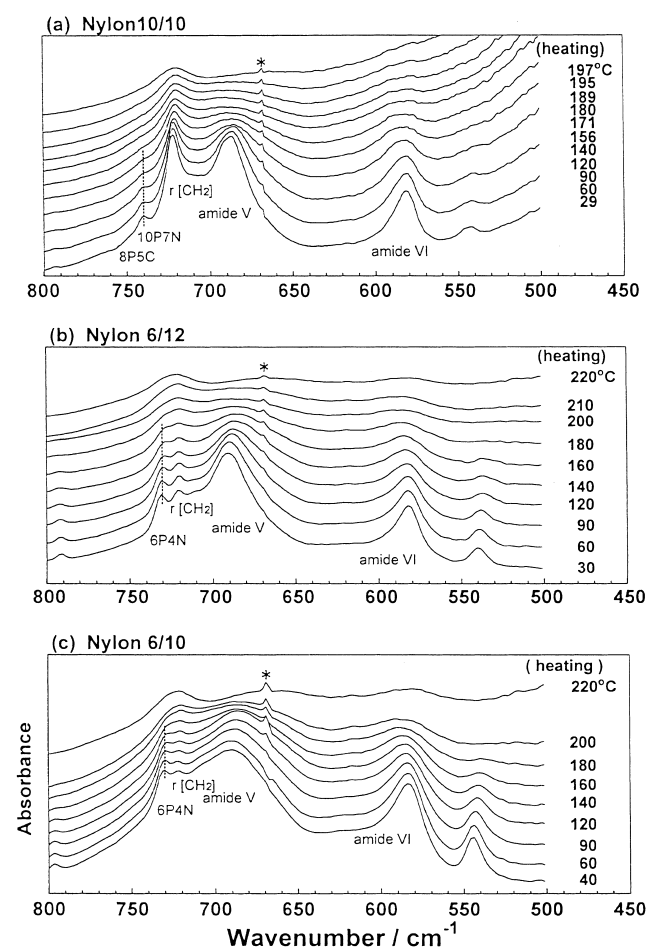 (a) Nylon10/10
*
(heating)
197°C
195
189
180
171
156
140
120
90
60
29
r [CH2]
amide V
10P7N
8P5C
amide VI
800 750 700 650 600 550 500 450
(b) Nylon 6/12
*
(heating)
220°C
210
200
180
160
140
120
90
60
30
r [CH2]
amide V
6P4N
amide VI
800 750 700 650 600 550 500 450
(c) Nylon 6/10
*
( heating )
220°C
200
180
160
140
120
90
60
40
r [CH2]
amide V
6P4N
amide VI
Absorbance
800 750 700 650 600 550 500 450
Wavenumber / cm-1